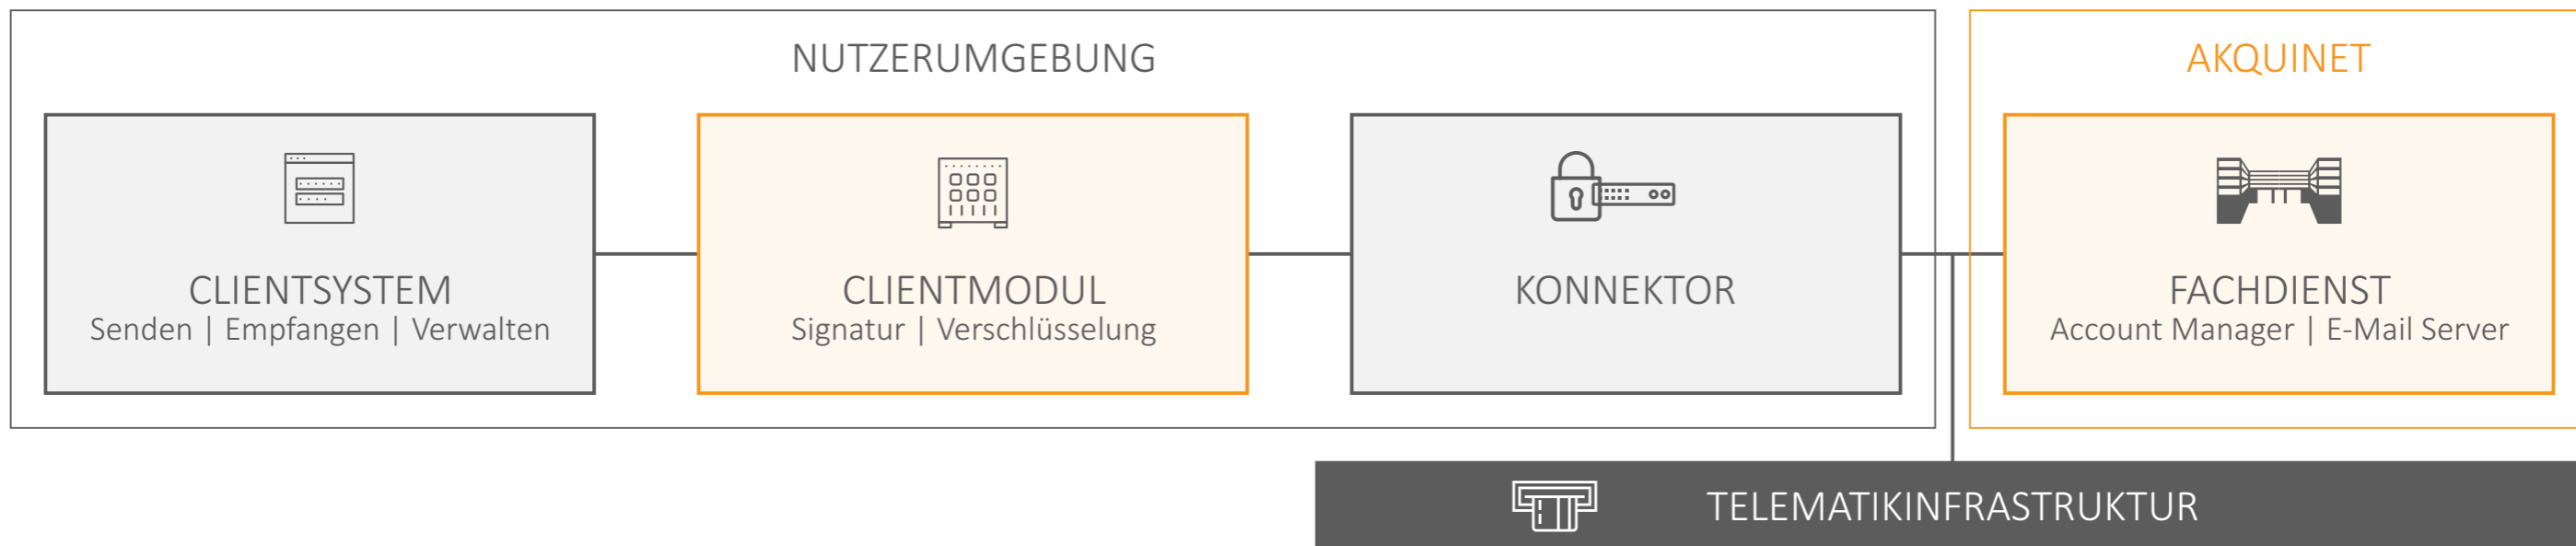 NUTZERUMGEBUNG
AKQUINET
CLIENTSYSTEM
Senden | Empfangen | Verwalten
CLIENTMODUL
Signatur | Verschlüsselung
KONNEKTOR
FACHDIENST
Account Manager | E-Mail Server
TELEMATIKINFRASTRUKTUR